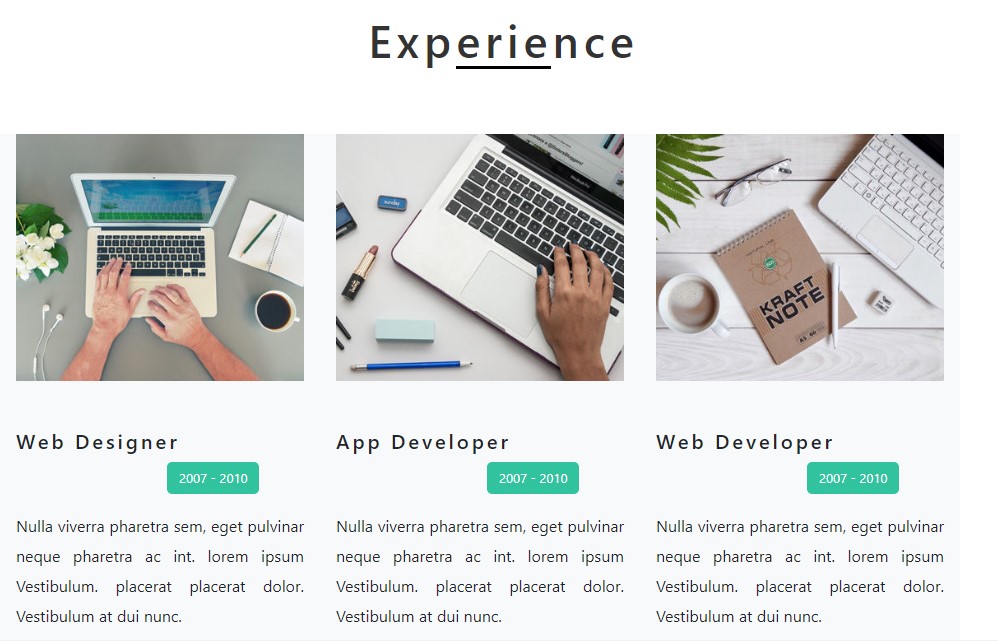 Experience
KRAFT
NOTE
Web Designer
2007 - 2010
Nulla viverra pharetra sem, eget pulvinar
neque pharetra ac int. lorem ipsum
Vestibulum. placerat placerat dolor.
Vestibulum at dui nunc.
App Developer
2007 - 2010
Nulla viverra pharetra sem, eget pulvinar
neque pharetra ac int. lorem ipsum
Vestibulum. placerat placerat dolor.
Vestibulum at dui nunc.
Web Developer
2007 - 2010
Nulla viverra pharetra sem, eget pulvinar
neque pharetra ac int. lorem ipsum
Vestibulum. placerat placerat dolor.
Vestibulum at dui nunc.